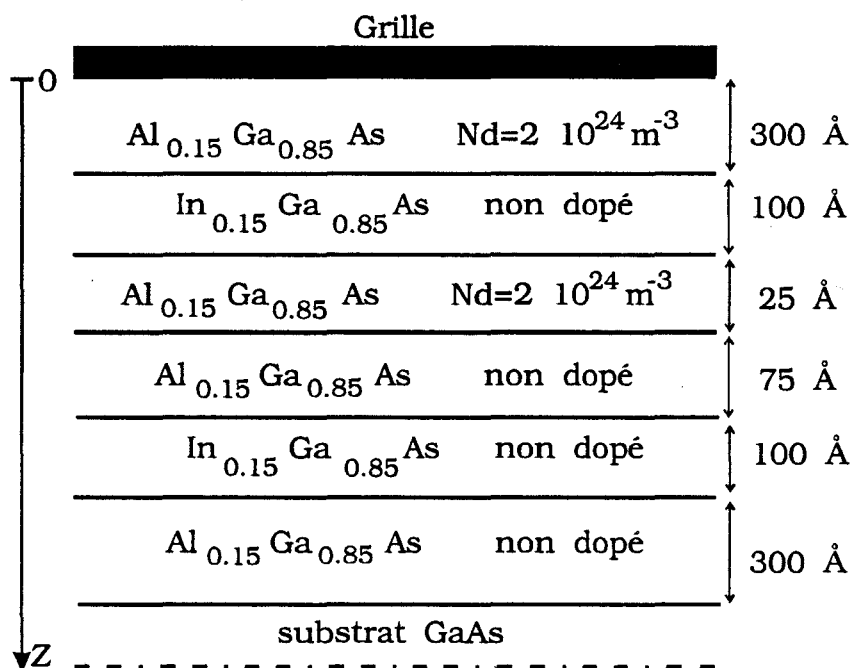 Grille
0
Al 0.15 Ga 0.85 As Nd=2 10^24 m^-3 300 Å
In 0.15 Ga 0.85 As non dopé 100 Å
Al 0.15 Ga 0.85 As Nd=2 10^24 m^-3 25 Å
Al 0.15 Ga 0.85 As non dopé 75 Å
In 0.15 Ga 0.85 As non dopé 100 Å
Al 0.15 Ga 0.85 As non dopé 300 Å
substrat GaAs
Z